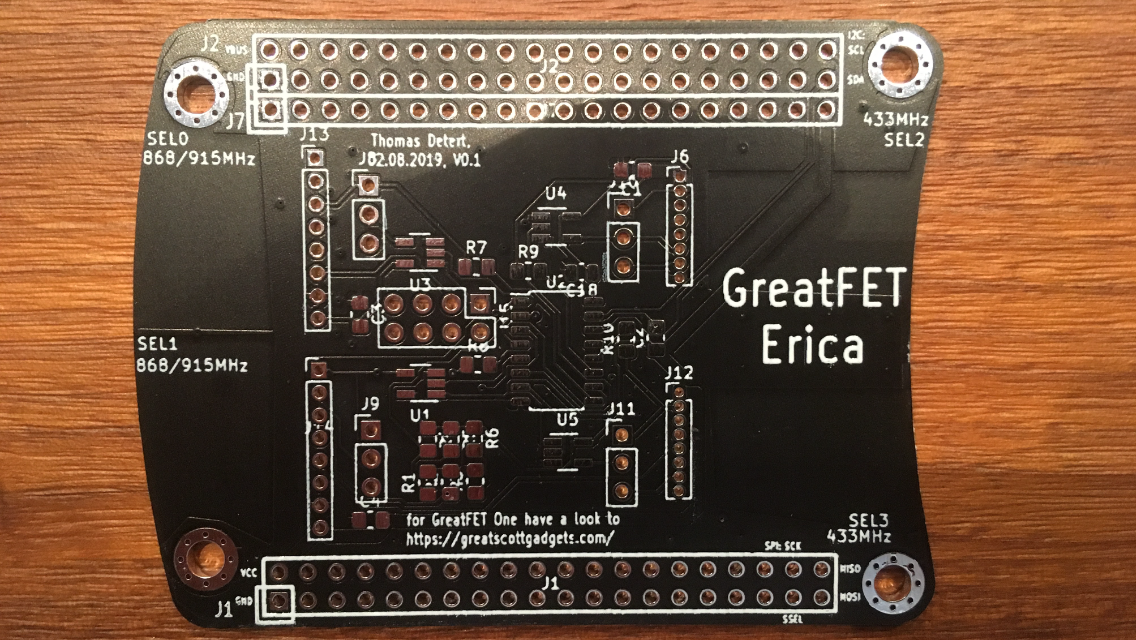 J2 VBUS
I2C:
SCL
J2
GND
SDA
J7
433MHz
SEL2
SEL0
868/915MHz
J13
Thomas Detert,
02.08.2019, V0.1
J6
U4
C1
R7
R9
U3
GreatFET
Erica
R10
SEL1
868/915MHz
J12
J9
U1
J11
U5
R6
R1
for GreatFET One have a look to
https://greatscottgadgets.com/
SEL3
433MHz
SPI: SCK
VCC
MISO
J1
J1 GND
MOSI
SSEL